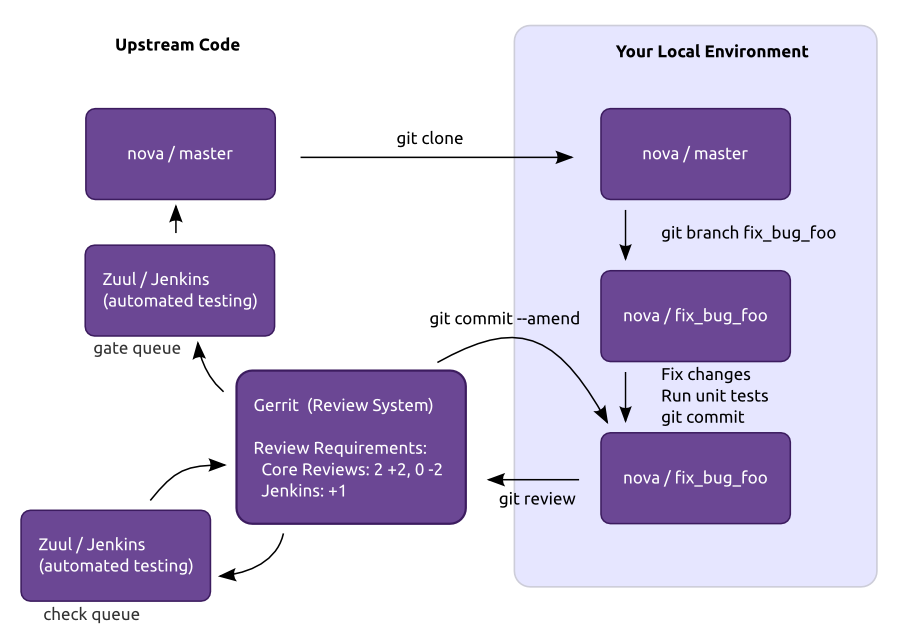 Upstream Code
Your Local Environment
nova / master
git clone
nova / master
git branch fix_bug_foo
Zuul / Jenkins
(automated testing)
gate queue
nova / fix_bug_foo
git commit --amend
Fix changes
Run unit tests
git commit
Gerrit  (Review System)
Review Requirements:
Core Reviews: 2 +2, 0 -2
Jenkins: +1
nova / fix_bug_foo
git review
Zuul / Jenkins
(automated testing)
check queue